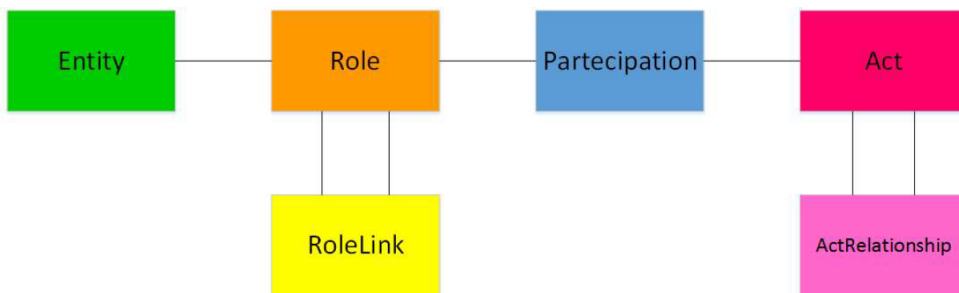 Entity
Role
Partecipation
Act
RoleLink
ActRelationship